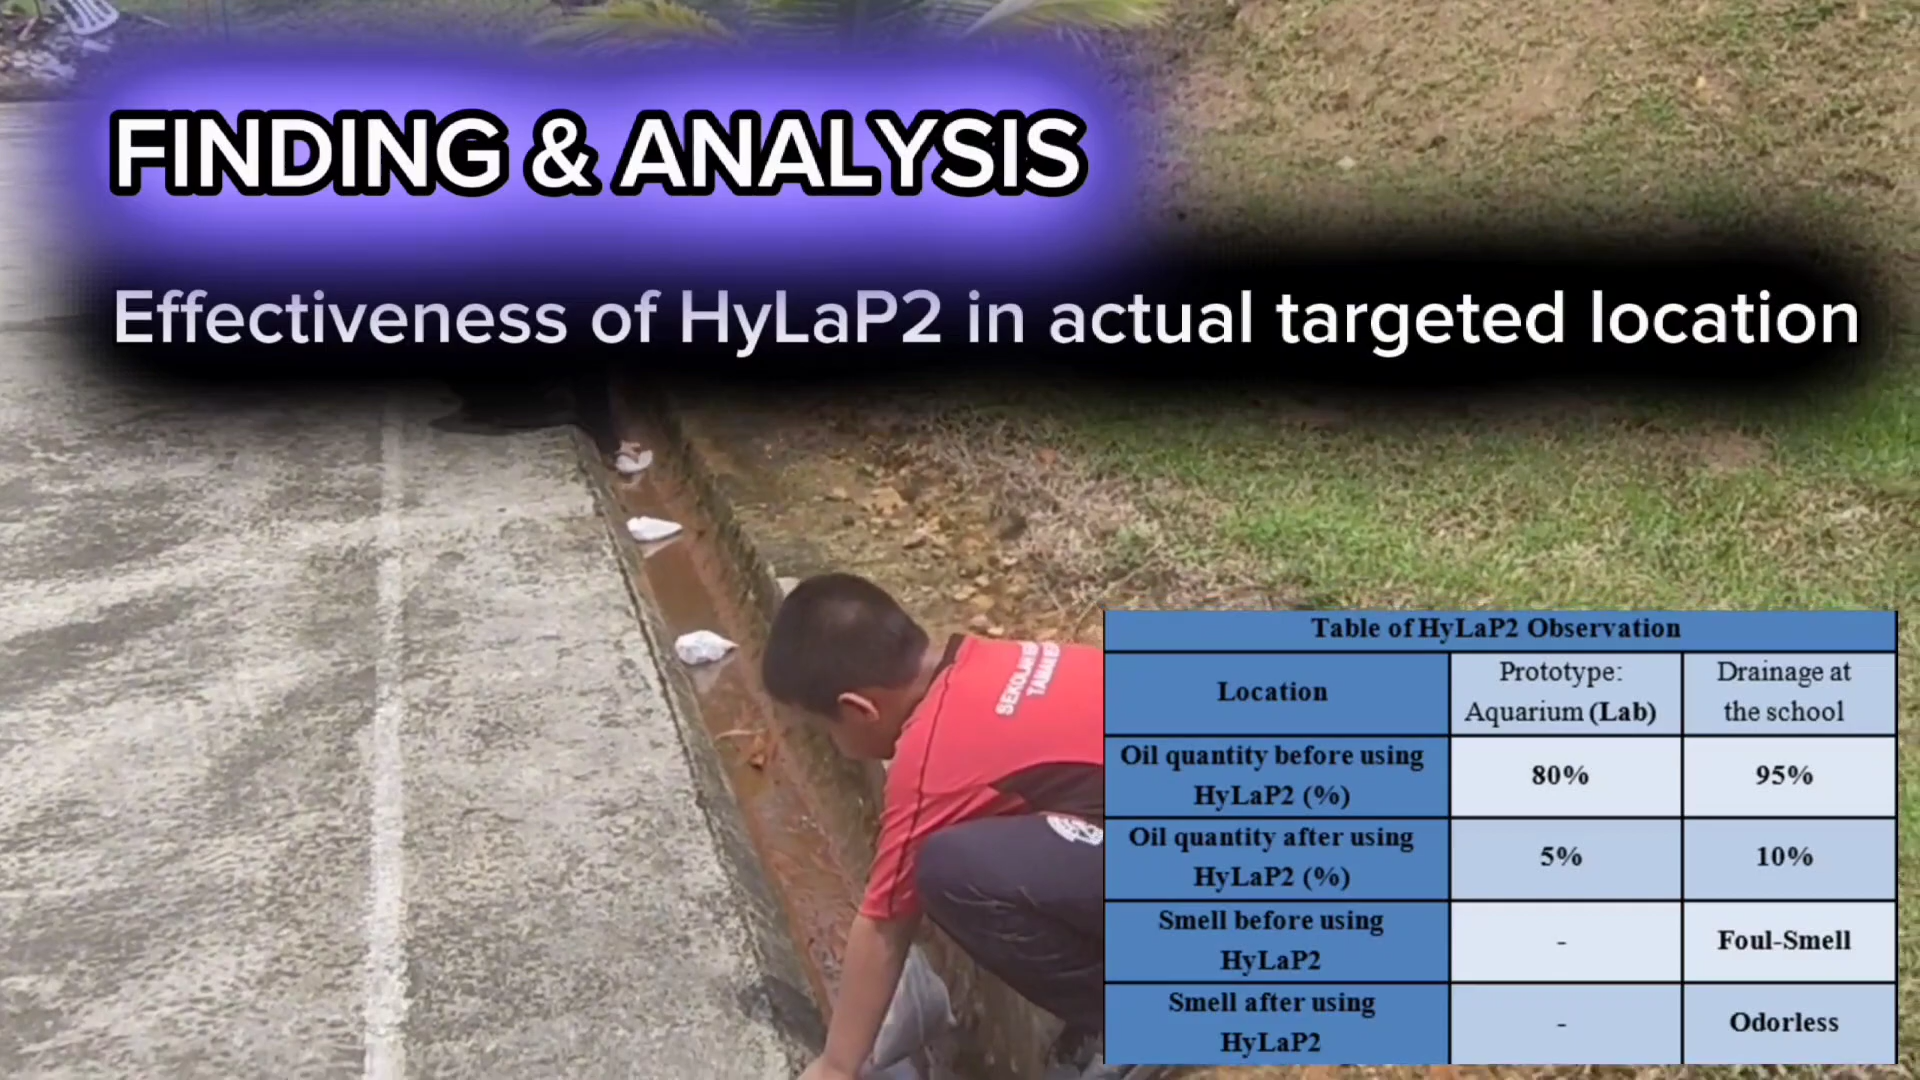 FINDING & ANALYSIS
Effectiveness of HyLaP2 in actual targeted location
SEKOLAH
TAMAN
Table of HyLaP2 Observation
Location
Prototype:
Aquarium (Lab)
Drainage at
the school
Oil quantity before using
HyLaP2 (%)
80%
95%
Oil quantity after using
HyLaP2 (%)
5%
10%
Smell before using
HyLaP2
-
Foul-Smell
Smell after using
HyLaP2
-
Odorless